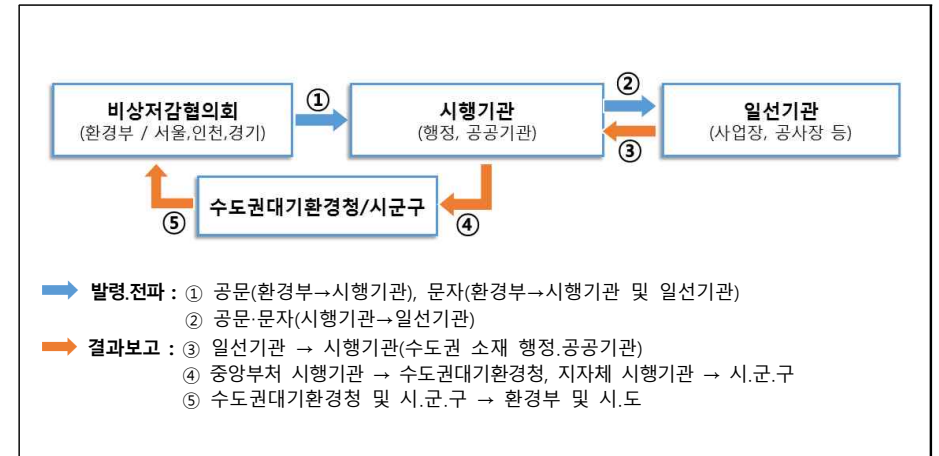 비상저감협의회
(환경부 / 서울,인천,경기)
①
시행기관
(행정, 공공기관)
②
③
일선기관
(사업장, 공사장 등)
⑤
수도권대기환경청/시군구
④
발령.전파 : ① 공문(환경부→시행기관), 문자(환경부→시행기관 및 일선기관)
② 공문·문자(시행기관→일선기관)
결과보고 : ③ 일선기관 → 시행기관(수도권 소재 행정.공공기관)
④ 중앙부처 시행기관 → 수도권대기환경청, 지자체 시행기관 → 시.군.구
⑤ 수도권대기환경청 및 시.군.구 → 환경부 및 시.도